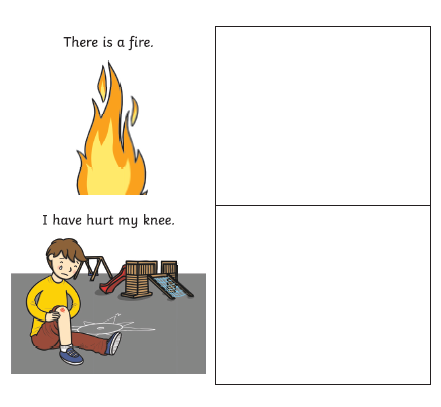 There is a fire.
I have hurt my knee.